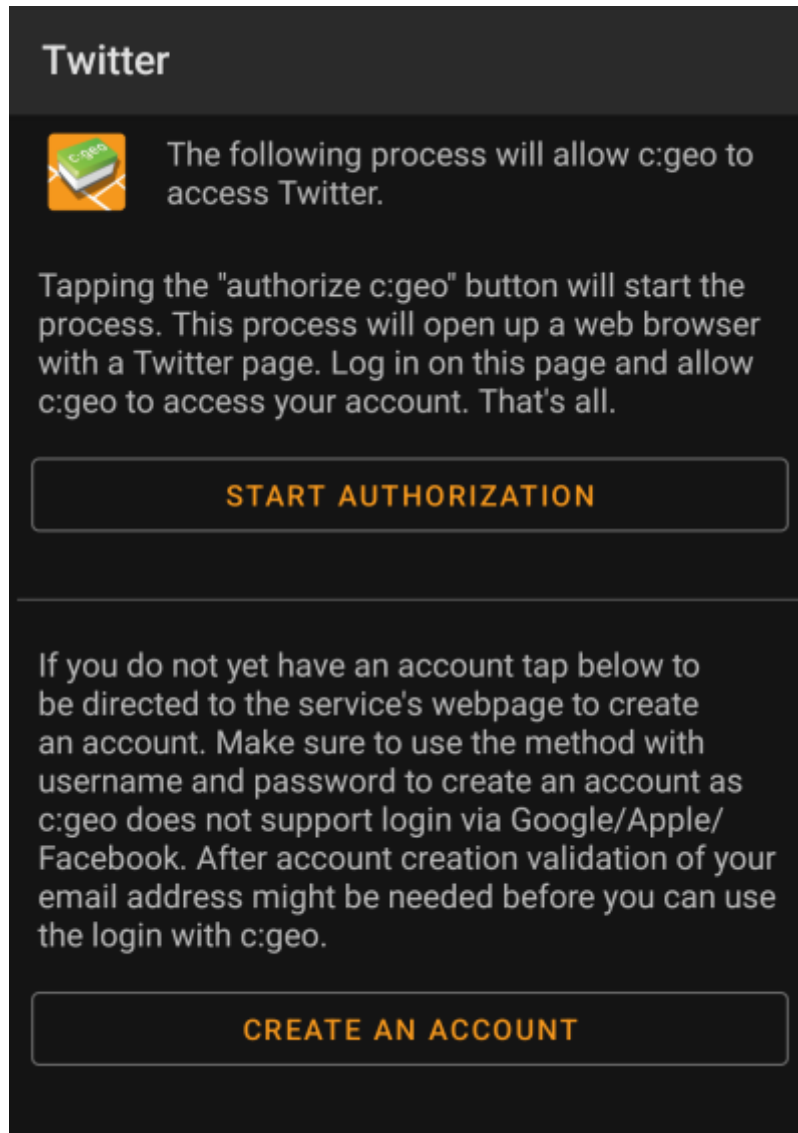 Twitter
c:geo
The following process will allow c:geo to
access Twitter.
Tapping the "authorize c:geo" button will start the
process. This process will open up a web browser
with a Twitter page. Log in on this page and allow
c:geo to access your account. That's all.
START AUTHORIZATION
If you do not yet have an account tap below to
be directed to the service's webpage to create
an account. Make sure to use the method with
username and password to create an account as
c:geo does not support login via Google/Apple/
Facebook. After account creation validation of your
email address might be needed before you can use
the login with c:geo.
CREATE AN ACCOUNT